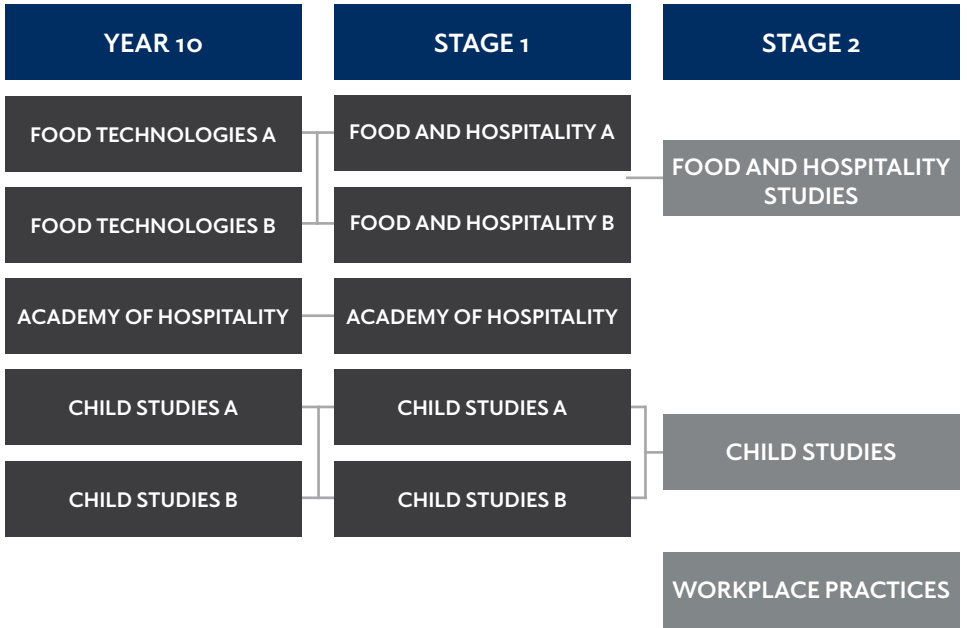 YEAR 10
STAGE 1
STAGE 2
FOOD TECHNOLOGIES A
FOOD AND HOSPITALITY A
FOOD AND HOSPITALITY
STUDIES
FOOD TECHNOLOGIES B
FOOD AND HOSPITALITY B
ACADEMY OF HOSPITALITY
ACADEMY OF HOSPITALITY
CHILD STUDIES A
CHILD STUDIES A
CHILD STUDIES
CHILD STUDIES B
CHILD STUDIES B
WORKPLACE PRACTICES